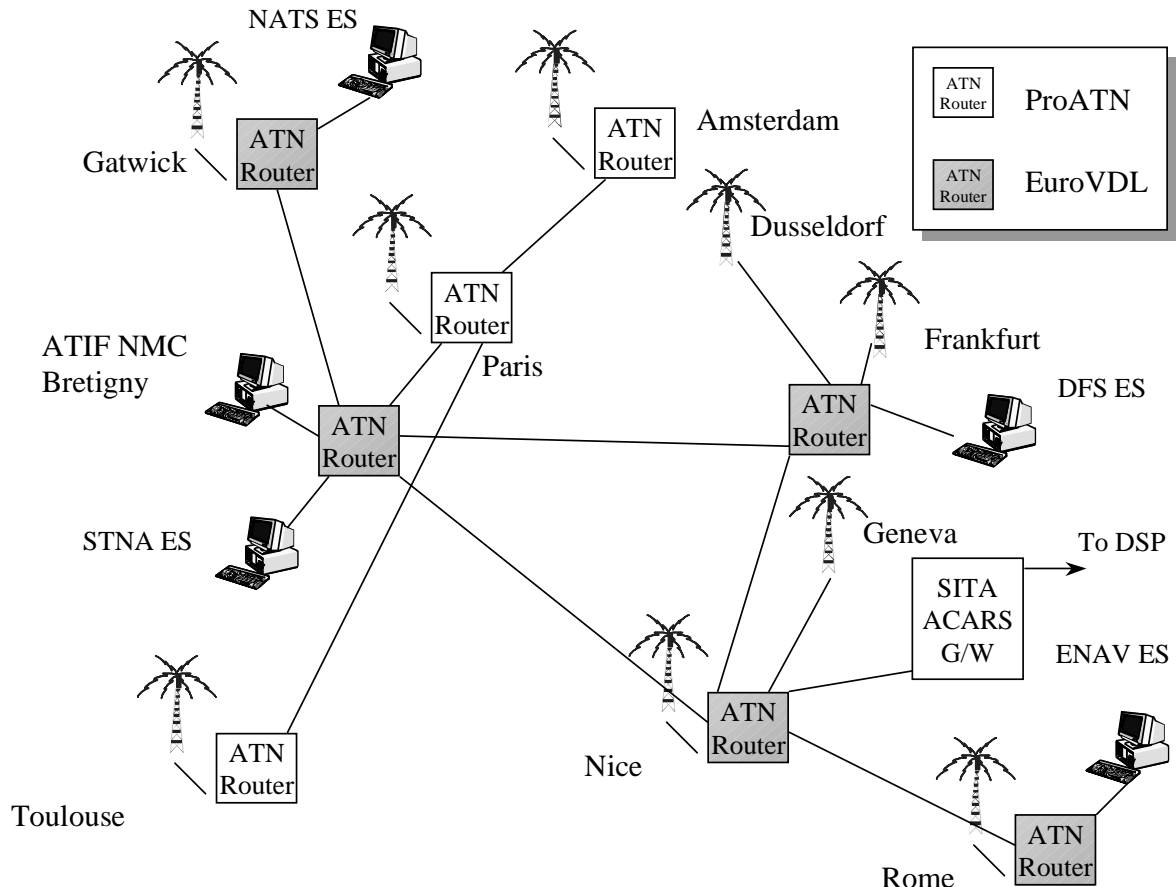 NATS ES
ATN
Router
Gatwick
ATN
Router
Amsterdam
ATN
Router
ProATN
ATN
Router
EuroVDL
Dusseldorf
ATN
Router
Paris
Frankfurt
ATIF NMC
Bretigny
ATN
Router
ATN
Router
DFS ES
STNA ES
Geneva
To DSP
SITA
ACARS
G/W
ENAV ES
ATN
Router
Nice
ATN
Router
Toulouse
ATN
Router
Rome